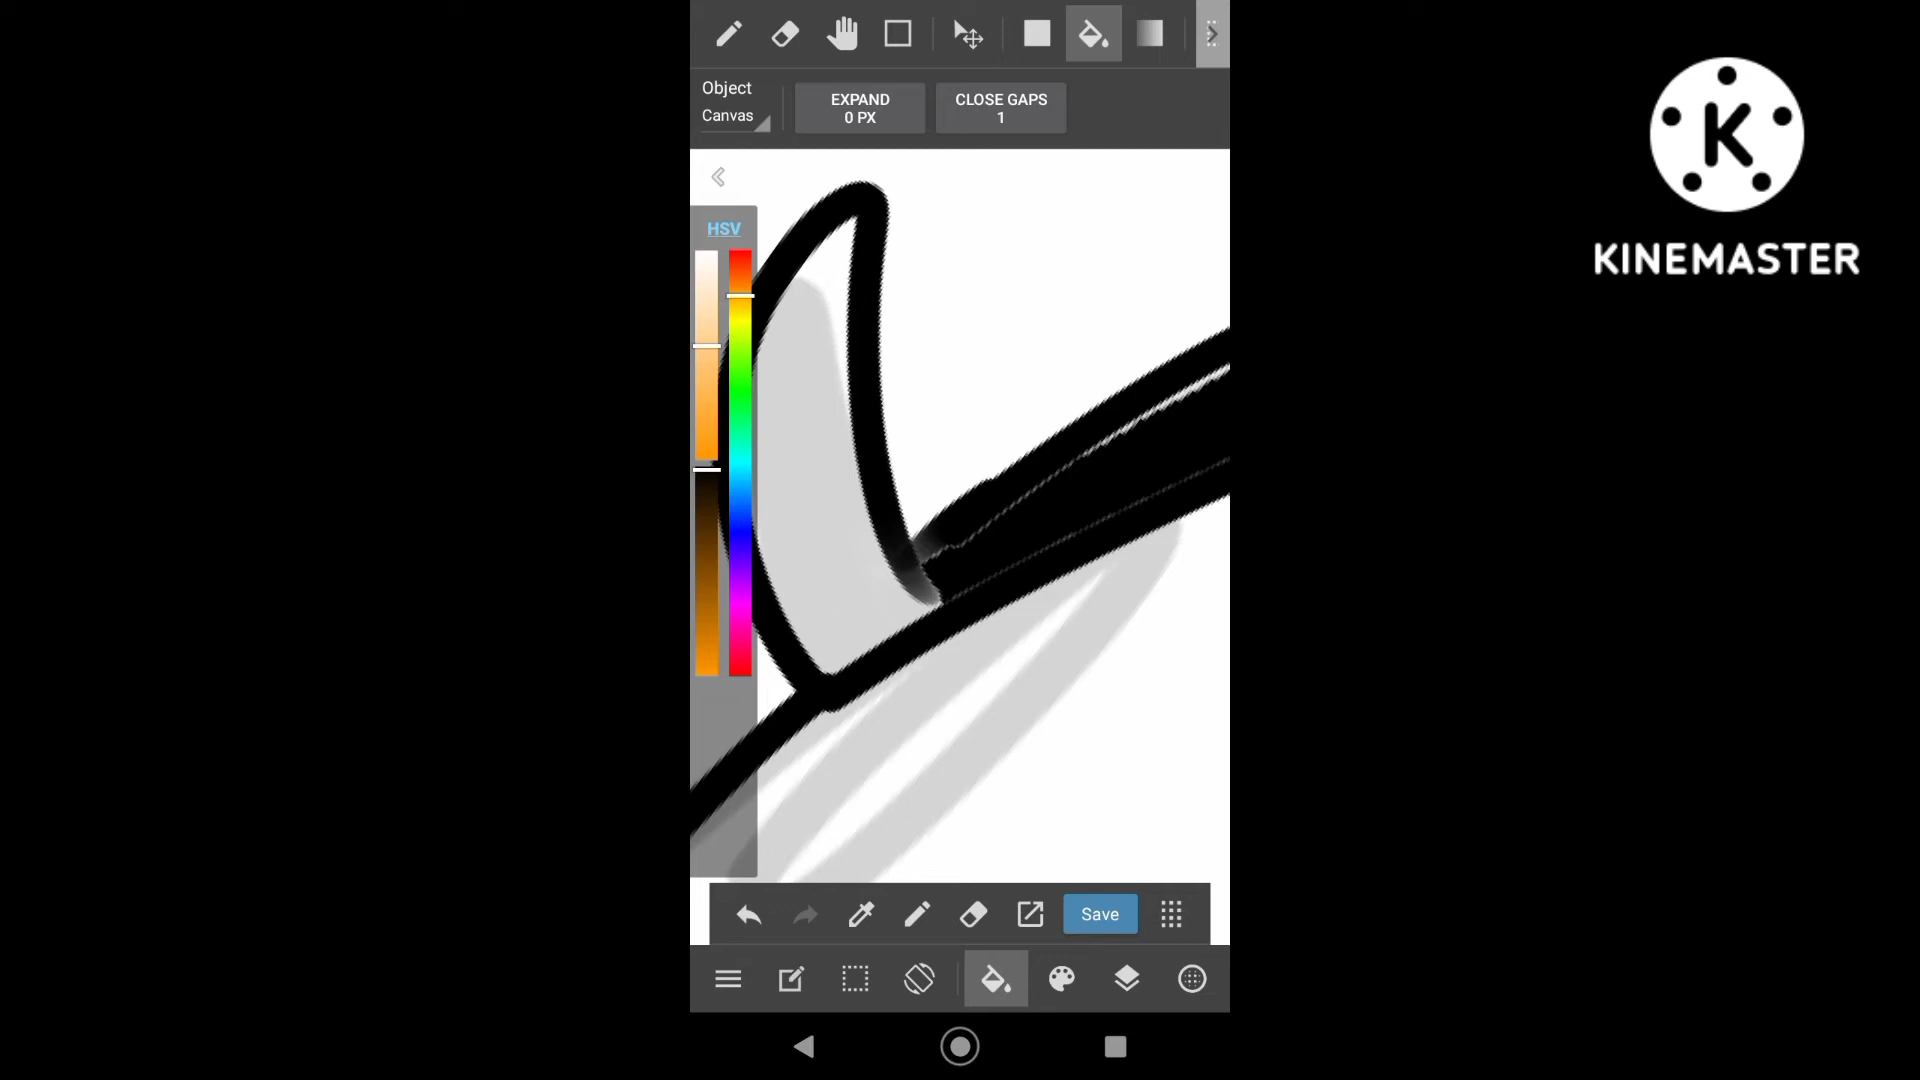 Object
Canvas
EXPAND
0 PX
CLOSE GAPS
1
HSV
K
KINEMASTER
Save